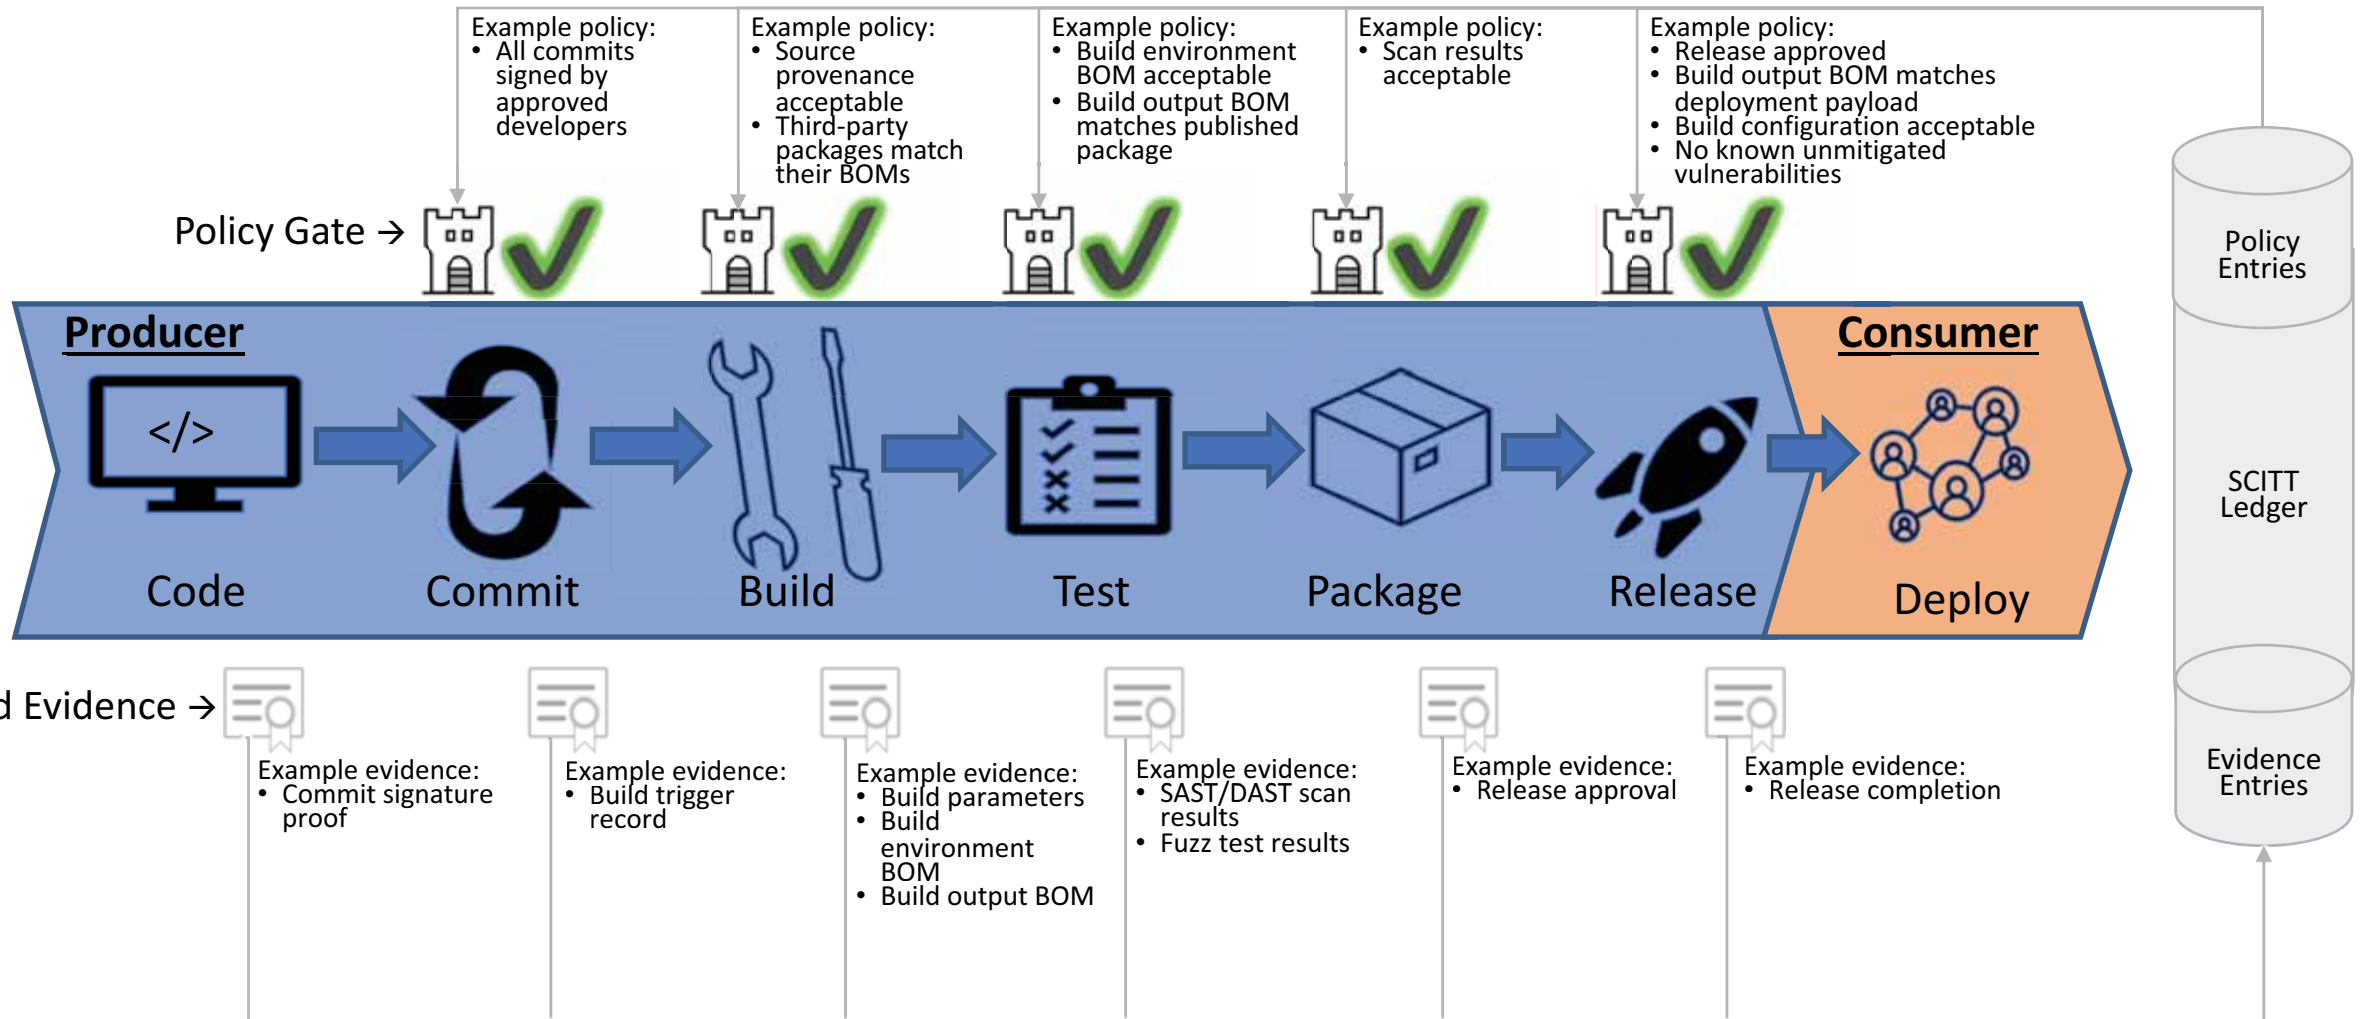 Example policy:
• All commits
signed by
approved
developers
Example policy:
• Source
provenance
acceptable
• Third-party
packages match
their BOMs
Example policy:
• Build environment
BOM acceptable
• Build output BOM
matches published
package
Example policy:
• Scan results
acceptable
Example policy:
• Release approved
• Build output BOM matches
deployment payload
• Build configuration acceptable
• No known unmitigated
vulnerabilities
Policy Gate →
Policy
Entries
Producer
Consumer
</>
SCITT
Ledger
Code
Commit
Build
Test
Package
Release
Deploy
d Evidence →
Example evidence:
• Commit signature
proof
Example evidence:
• Build trigger
record
Example evidence:
• Build parameters
• Build
environment
BOM
• Build output BOM
Example evidence:
• SAST/DAST scan
results
• Fuzz test results
Example evidence:
• Release approval
Example evidence:
• Release completion
Evidence
Entries